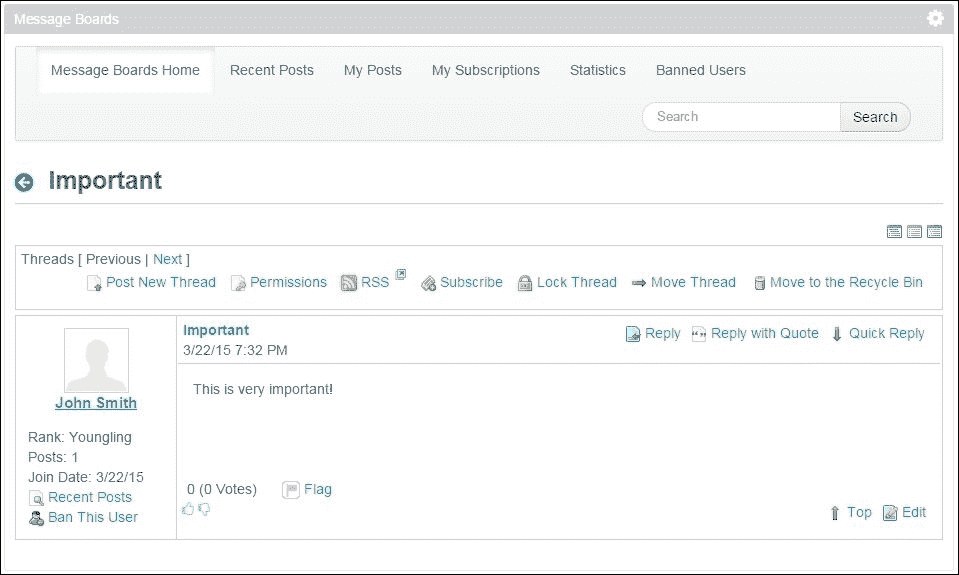 Message Boards
Message Boards Home Recent Posts My Posts My Subscriptions Statistics Banned Users
Search Search
Important
Threads [ Previous | Next ]
Post New Thread Permissions RSS Subscribe Lock Thread Move Thread Move to the Recycle Bin
Important Reply Reply with Quote Quick Reply
3/22/15 7:32 PM
This is very important!
John Smith
Rank: Youngling
Posts: 1
Join Date: 3/22/15
Recent Posts
Ban This User
0 (0 Votes) Flag
Top Edit